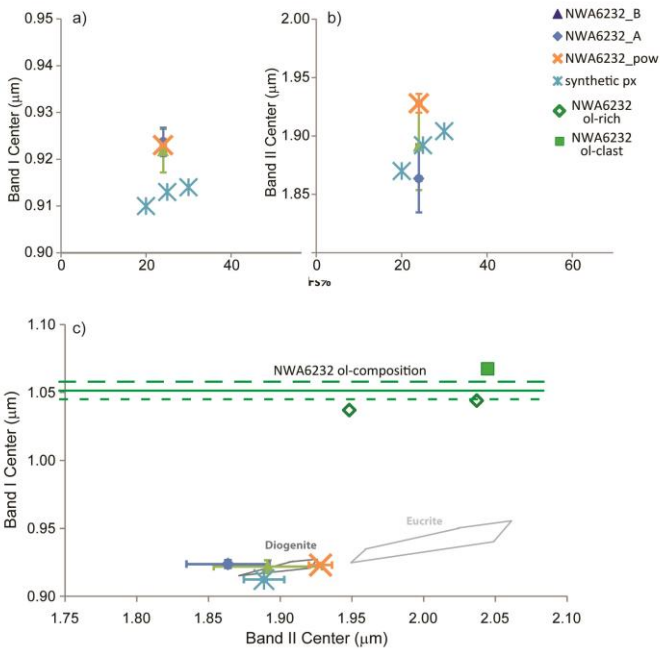 a)
0.95
0.94
0.93
0.92
0.91
0.90
Band I Center (µm)
0
20
40
b)
2.00
1.95
1.90
1.85
Band II Center (µm)
0
20
40
60
NWA6232_B
NWA6232_A
NWA6232_pow
synthetic px
NWA6232
ol-rich
NWA6232
ol-clast
c)
1.10
1.05
1.00
0.95
0.90
Band I Center (µm)
NWA6232 ol-composition
Eucrite
Diogenite
1.75
1.80
1.85
1.90
1.95
2.00
2.05
2.10
Band II Center (µm)